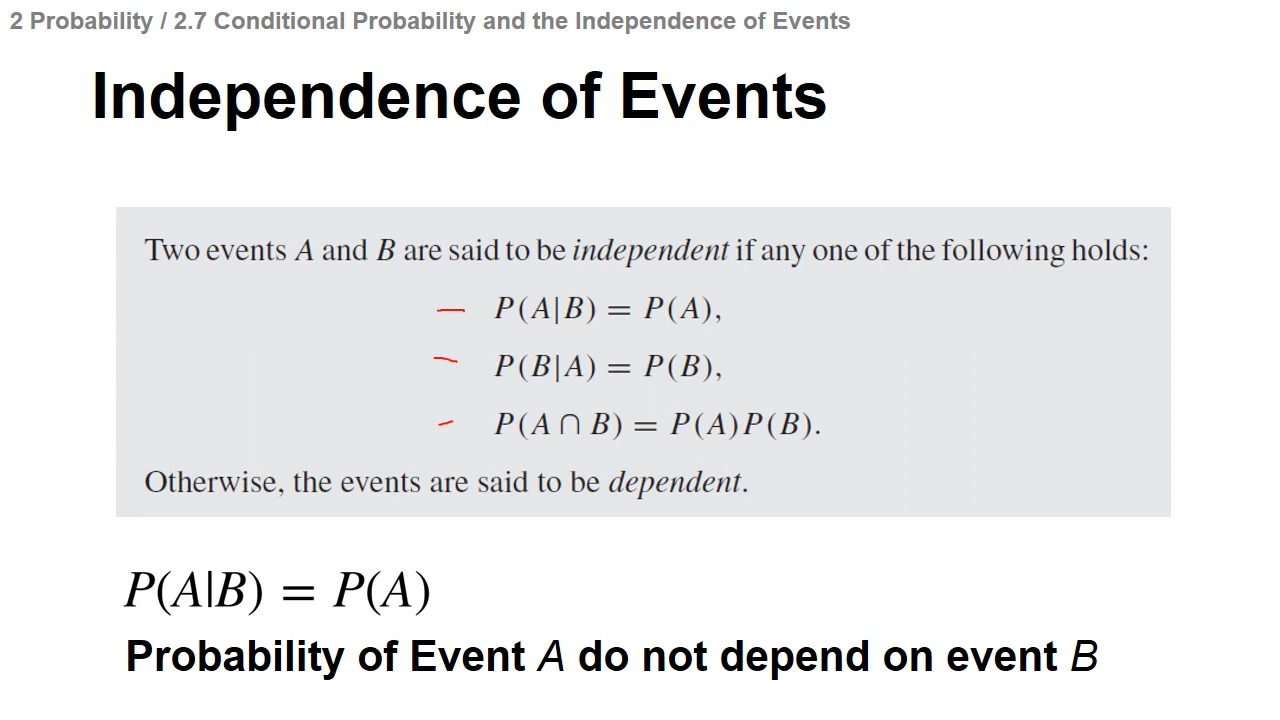 2 Probability / 2.7 Conditional Probability and the Independence of Events
Independence of Events
Two events A and B are said to be independent if any one of the following holds:
P(A|B) = P(A),
P(B|A) = P(B),
P(A ∩ B) = P(A)P(B).
Otherwise, the events are said to be dependent.
P(A|B) = P(A)
Probability of Event A do not depend on event B